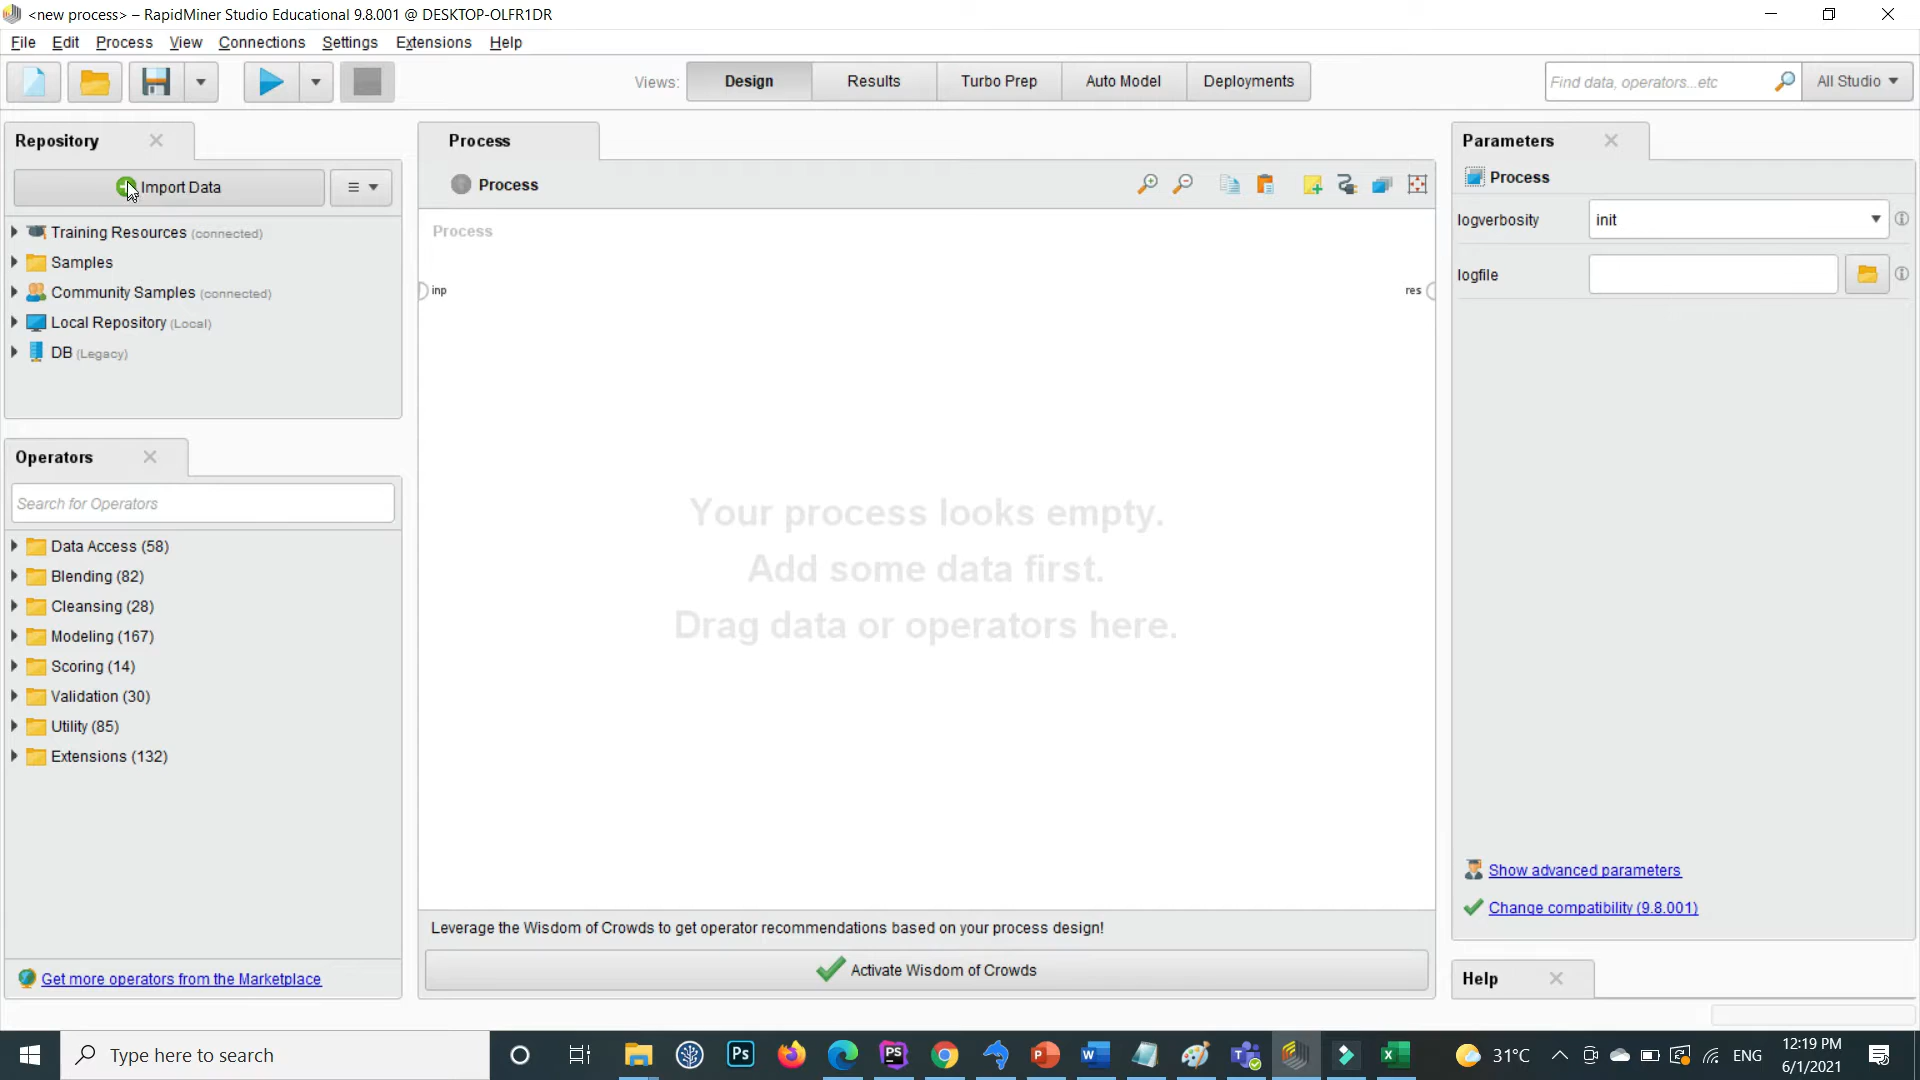 <new process> – RapidMiner Studio Educational 9.8.001 @ DESKTOP-OLFR1DR
File Edit Process View Connections Settings Extensions Help
Views: Design Results Turbo Prep Auto Model Deployments
Find data, operators...etc
All Studio
Repository
Import Data
Training Resources (connected)
Samples
Community Samples (connected)
Local Repository (Local)
DB (Legacy)
Operators
Search for Operators
Data Access (58)
Blending (82)
Cleansing (28)
Modeling (167)
Scoring (14)
Validation (30)
Utility (85)
Extensions (132)
Get more operators from the Marketplace
Process
Process
Process
inp
res
Your process looks empty.
Add some data first.
Drag data or operators here.
Leverage the Wisdom of Crowds to get operator recommendations based on your process design!
Activate Wisdom of Crowds
Parameters
Process
logverbosity
init
logfile
Show advanced parameters
Change compatibility (9.8.001)
Help
Type here to search
Ps
PS
31°C
ENG
12:19 PM
6/1/2021